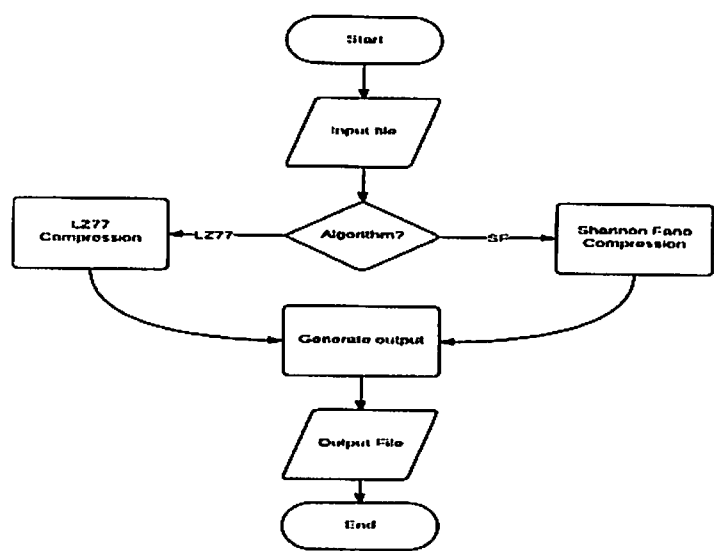 Start
Input file
Algorithm?
LZ77
LZ77
Compression
SF
Shannon Fano
Compression
Generate output
Output File
End